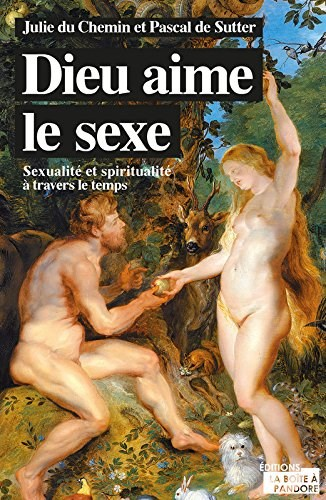 Julie du Chemin et Pascal de Sutter
Dieu aime
le sexe
Sexualité et spiritualité
à travers le temps
ÉDITIONS
LA BOÎTE À
PANDORE